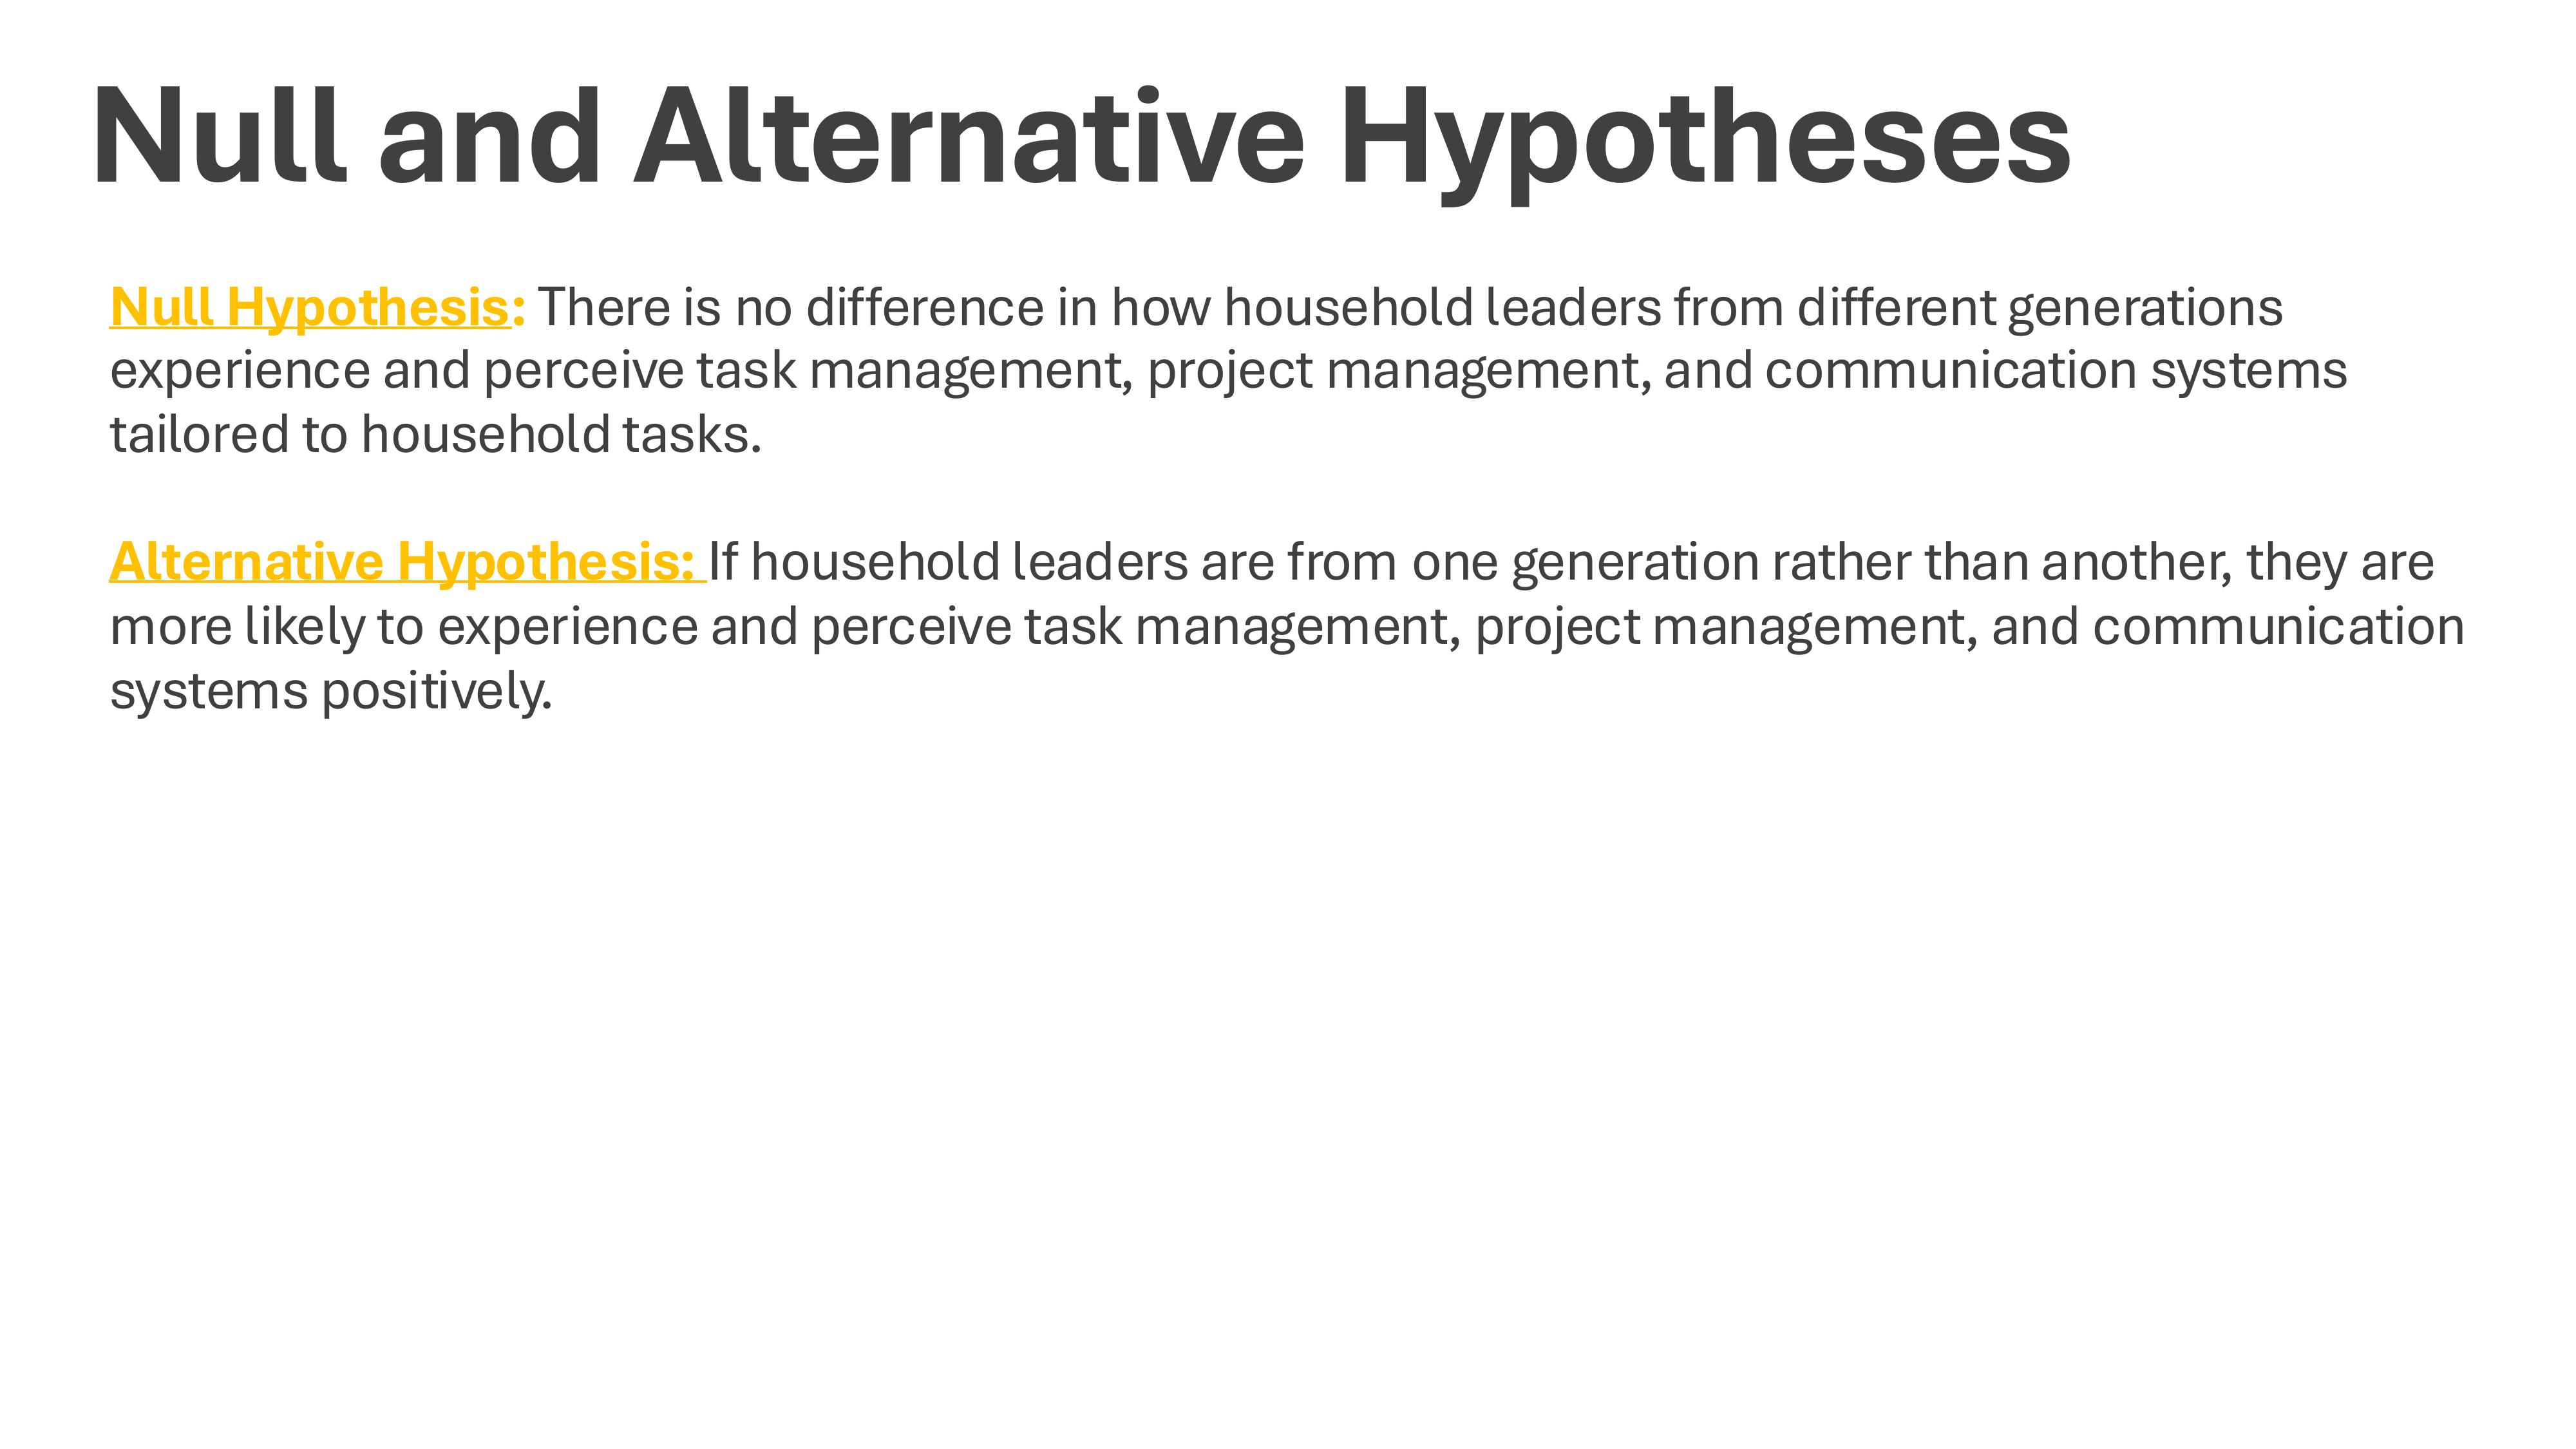 Null and Alternative Hypotheses
Null Hypothesis: There is no difference in how household leaders from different generations
experience and perceive task management, project management, and communication systems
tailored to household tasks.
Alternative Hypothesis: If household leaders are from one generation rather than another, they are
more likely to experience and perceive task management, project management, and communication
systems positively.